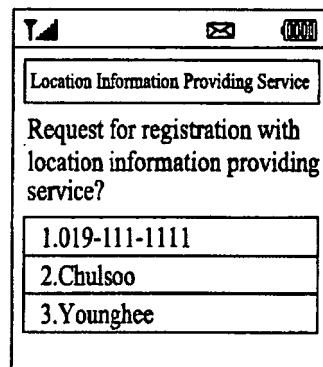 Location Information Providing Service
Request for registration with
location information providing
service?
1.019-111-1111
2.Chulsoo
3.Younghee